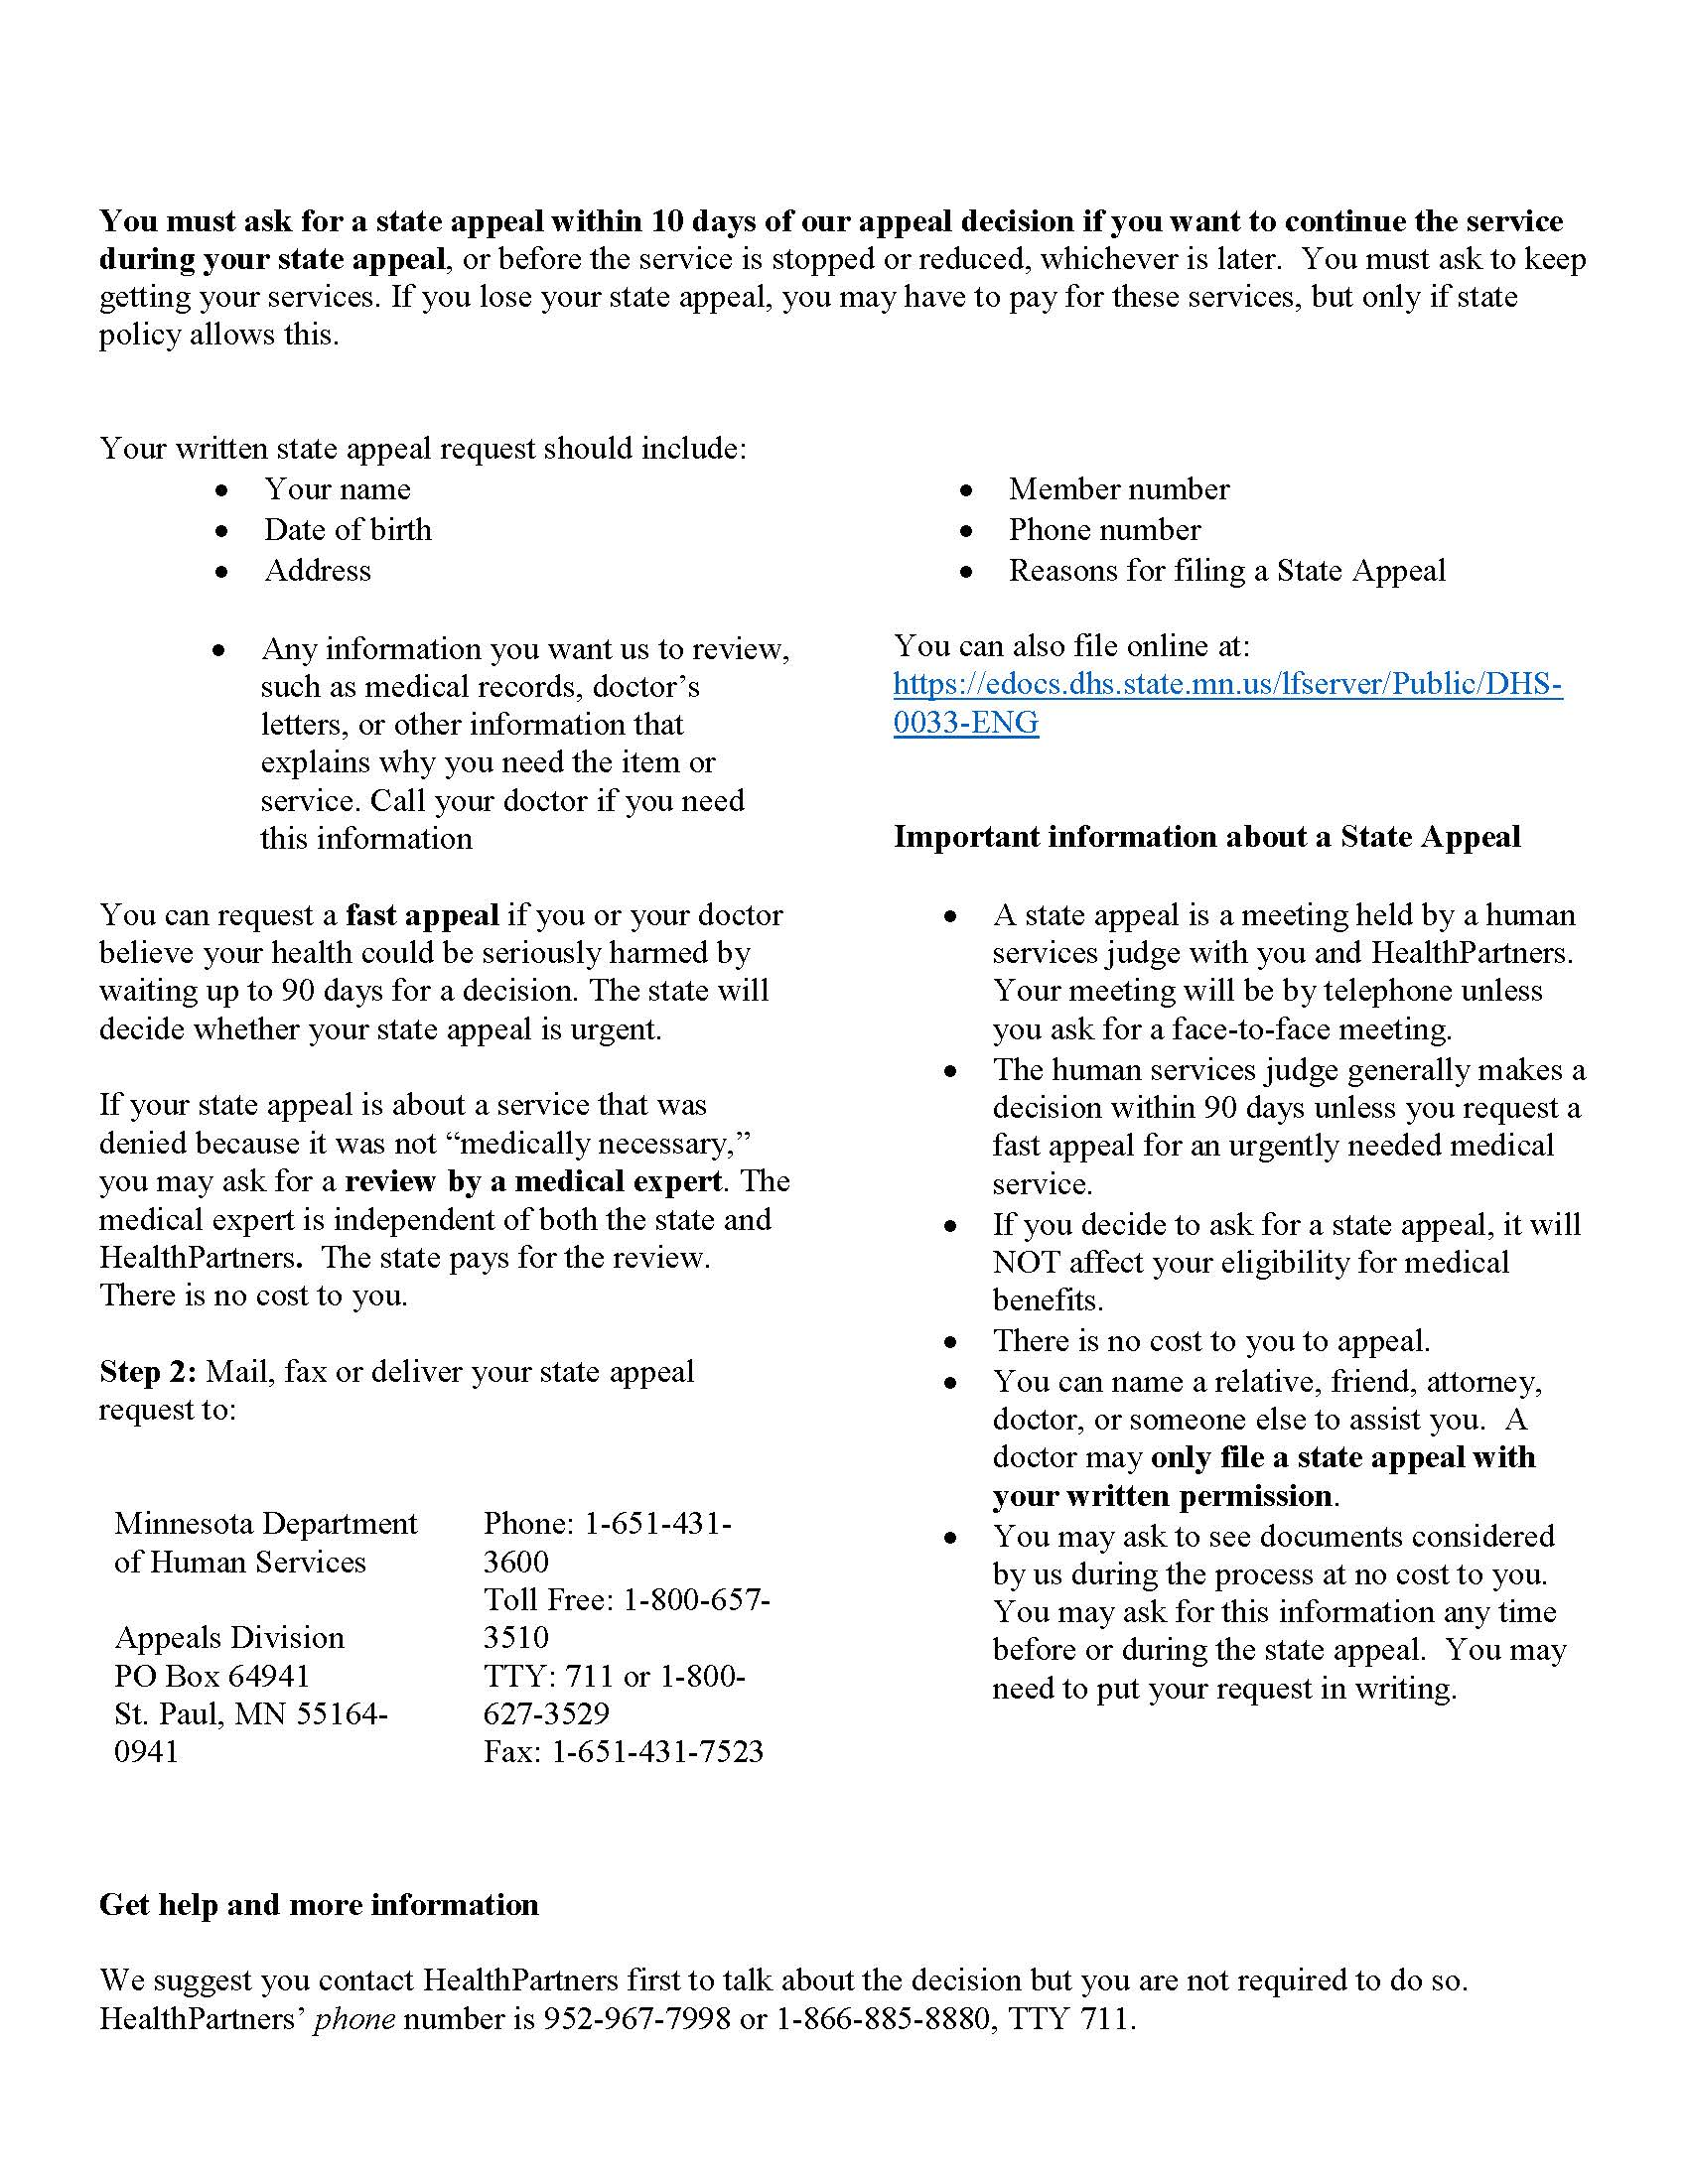 You must ask for a state appeal within 10 days of our appeal decision if you want to continue the service
during your state appeal, or before the service is stopped or reduced, whichever is later.  You must ask to keep
getting your services. If you lose your state appeal, you may have to pay for these services, but only if state
policy allows this.
Your written state appeal request should include:
• Your name
• Date of birth
• Address
• Member number
• Phone number
• Reasons for filing a State Appeal
• Any information you want us to review,
such as medical records, doctor’s
letters, or other information that
explains why you need the item or
service. Call your doctor if you need
this information
You can request a fast appeal if you or your doctor
believe your health could be seriously harmed by
waiting up to 90 days for a decision. The state will
decide whether your state appeal is urgent.
If your state appeal is about a service that was
denied because it was not “medically necessary,”
you may ask for a review by a medical expert. The
medical expert is independent of both the state and
HealthPartners.  The state pays for the review.
There is no cost to you.
Step 2: Mail, fax or deliver your state appeal
request to:
Minnesota Department
of Human Services
Appeals Division
PO Box 64941
St. Paul, MN 55164-
0941
Phone: 1-651-431-
3600
Toll Free: 1-800-657-
3510
TTY: 711 or 1-800-
627-3529
Fax: 1-651-431-7523
You can also file online at:
https://edocs.dhs.state.mn.us/lfserver/Public/DHS-
0033-ENG
Important information about a State Appeal
• A state appeal is a meeting held by a human
services judge with you and HealthPartners.
Your meeting will be by telephone unless
you ask for a face-to-face meeting.
• The human services judge generally makes a
decision within 90 days unless you request a
fast appeal for an urgently needed medical
service.
• If you decide to ask for a state appeal, it will
NOT affect your eligibility for medical
benefits.
• There is no cost to you to appeal.
• You can name a relative, friend, attorney,
doctor, or someone else to assist you.  A
doctor may only file a state appeal with
your written permission.
• You may ask to see documents considered
by us during the process at no cost to you.
You may ask for this information any time
before or during the state appeal.  You may
need to put your request in writing.
Get help and more information
We suggest you contact HealthPartners first to talk about the decision but you are not required to do so.
HealthPartners’ phone number is 952-967-7998 or 1-866-885-8880, TTY 711.